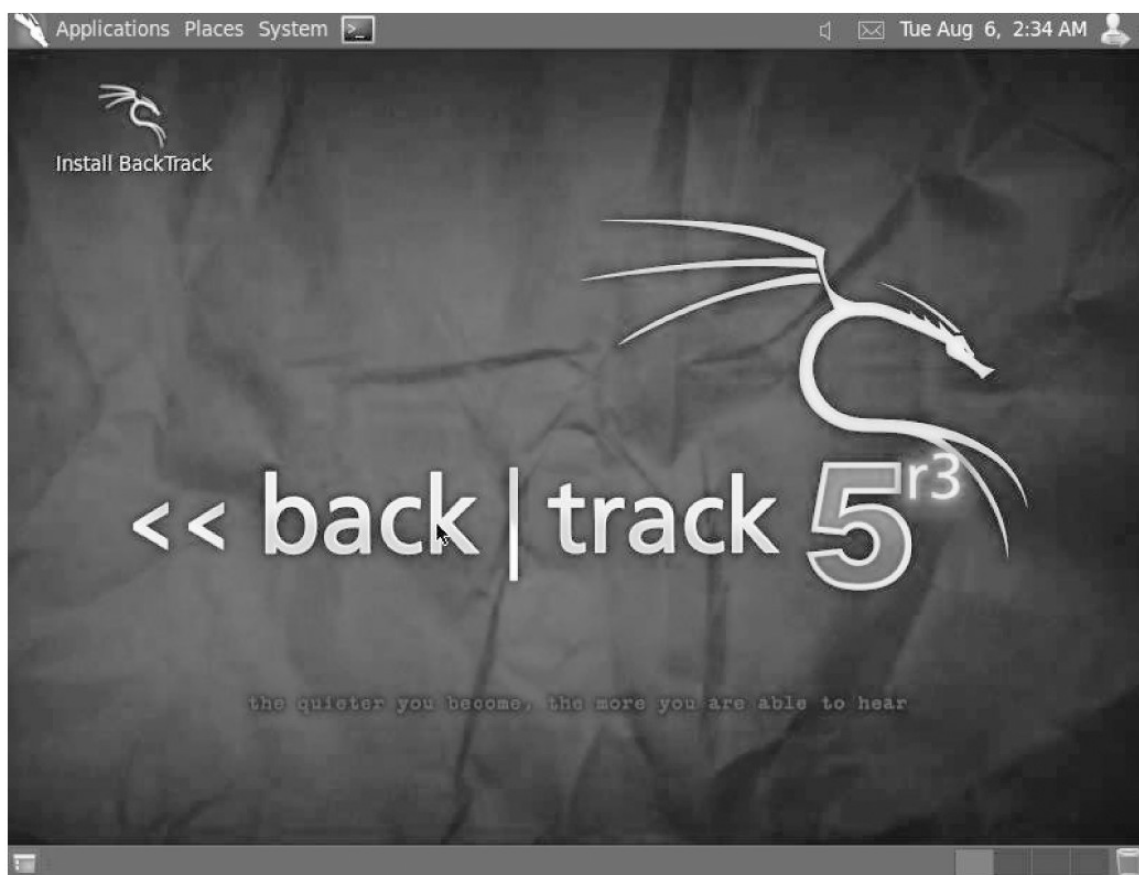 Applications Places System Tue Aug 6, 2:34 AM
Install BackTrack
<< back | track 5 r3
the quieter you become, the more you are able to hear